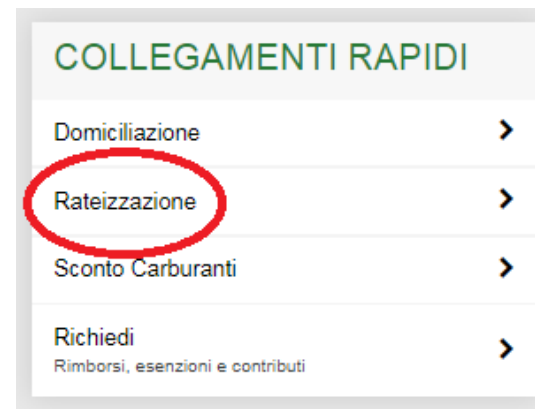 COLLEGAMENTI RAPIDI
Domiciliazione
Rateizzazione
Sconto Carburanti
Richiedi
Rimborsi, esenzioni e contributi